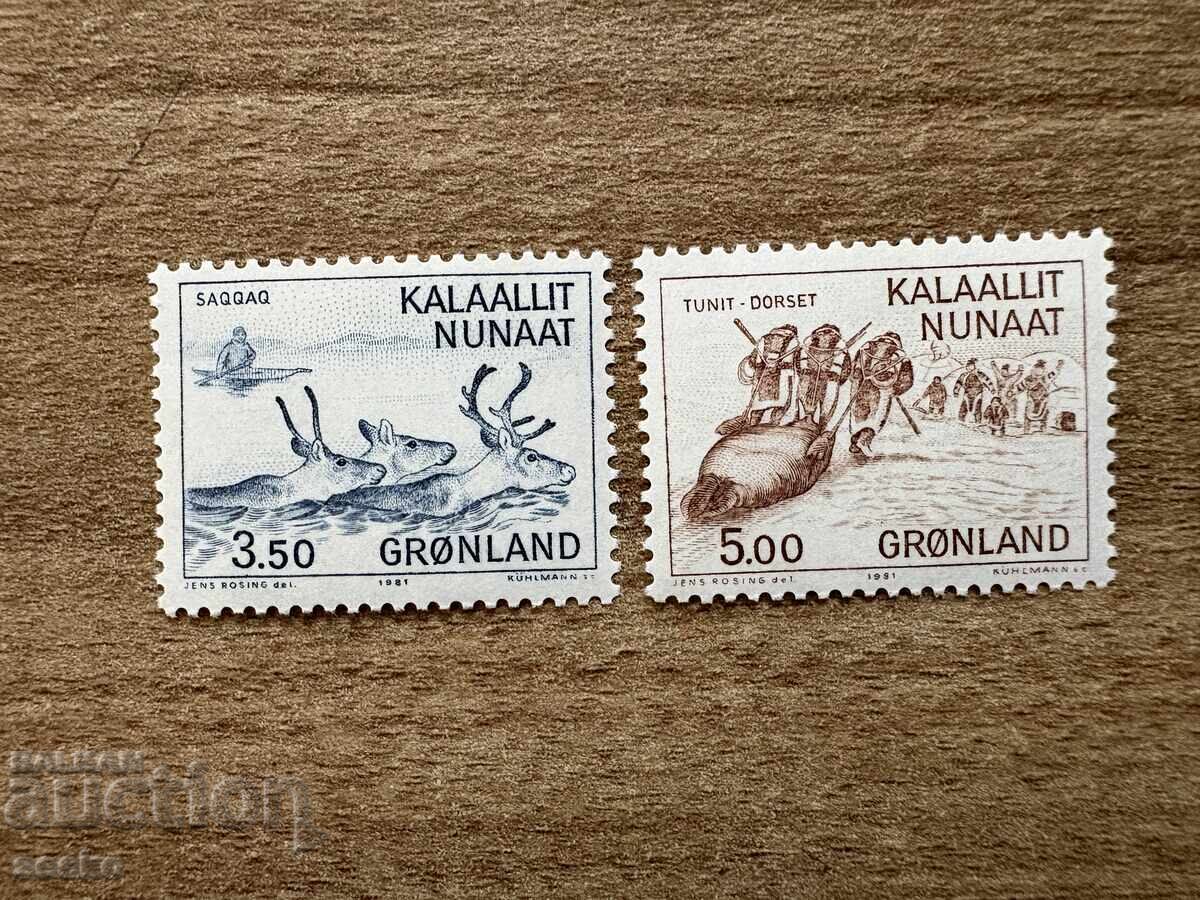 SAQQAQ
KALAALLIT
NUNAAT
3.50 GRØNLAND
JENS ROSING del. 1981 KÜHLMANN sc
TUNIT - DORSET
KALAALLIT
NUNAAT
5.00 GRØNLAND
JENS ROSING del. 1981 KÜHLMANN sc
BALKAN
auction
seeko